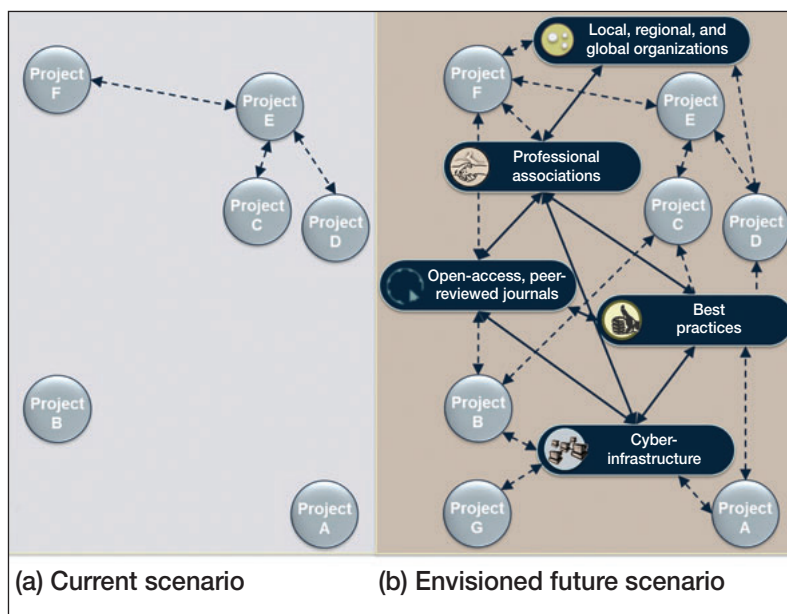 Project
F
Project
E
Project
C
Project
D
Project
B
Project
A
(a) Current scenario
Local, regional, and
global organizations
Project
F
Project
E
Professional
associations
Project
C
Project
D
Open-access, peer-
reviewed journals
Best
practices
Project
B
Cyber-
infrastructure
Project
G
Project
A
(b) Envisioned future scenario